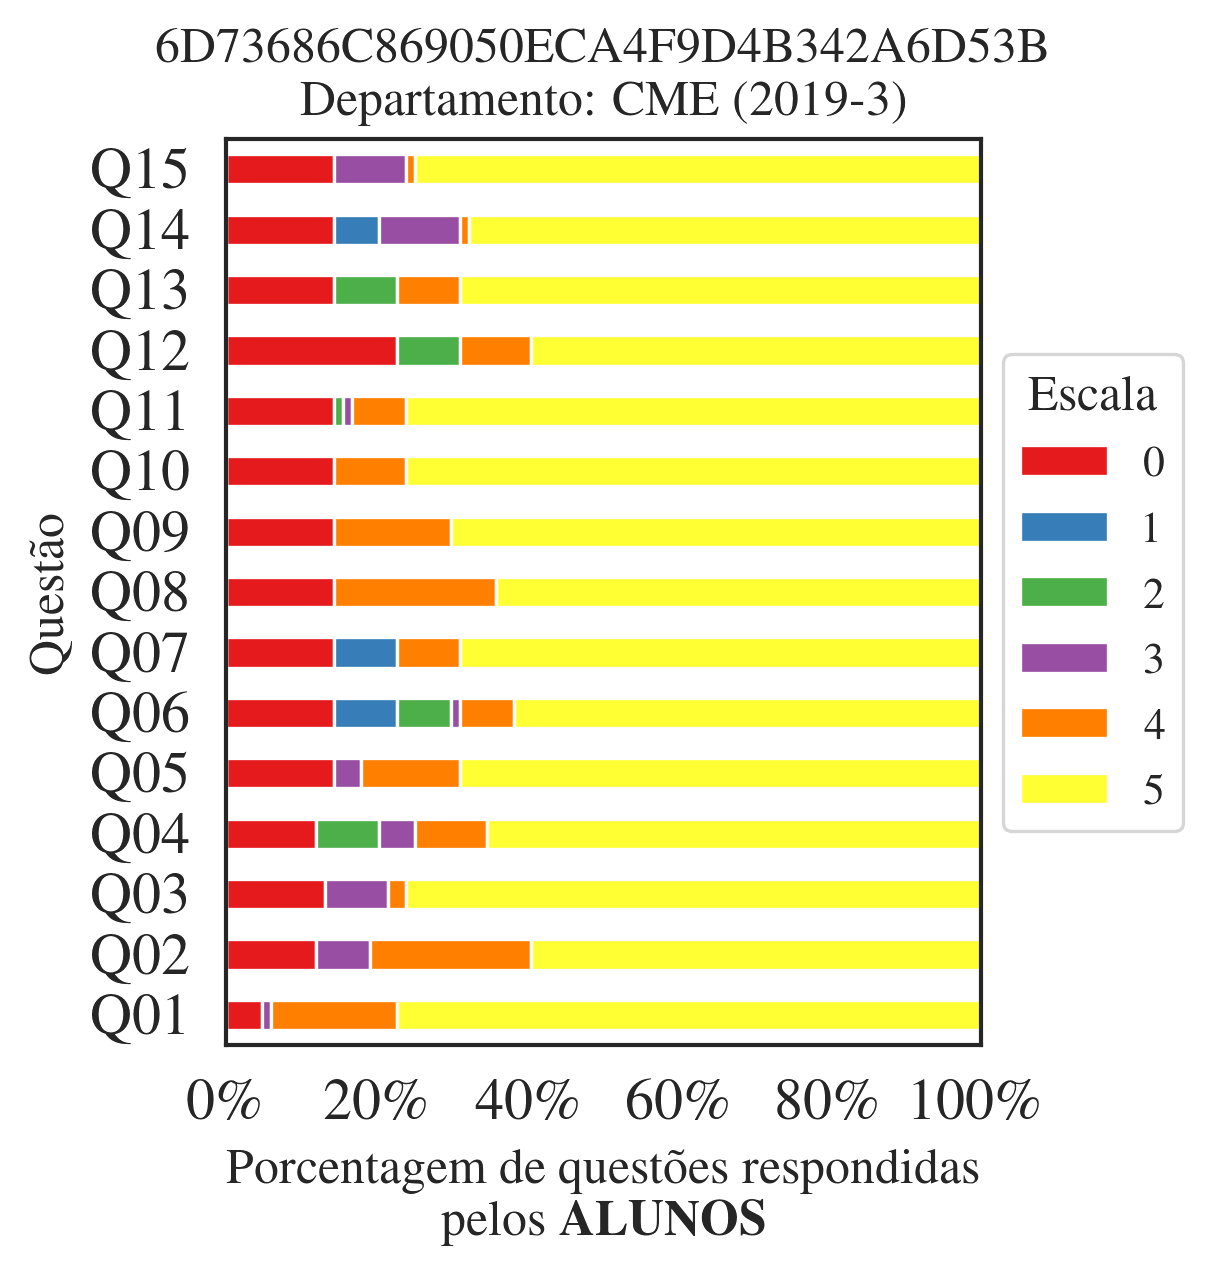 6D73686C869050ECA4F9D4B342A6D53B
Departamento: CME (2019-3)
Q15
Q14
Q13
Q12
Q11
Q10
Q09
Q08
Q07
Q06
Q05
Q04
Q03
Q02
Q01
Questão
0% 20% 40% 60% 80% 100%
Porcentagem de questões respondidas
pelos ALUNOS
Escala
0
1
2
3
4
5